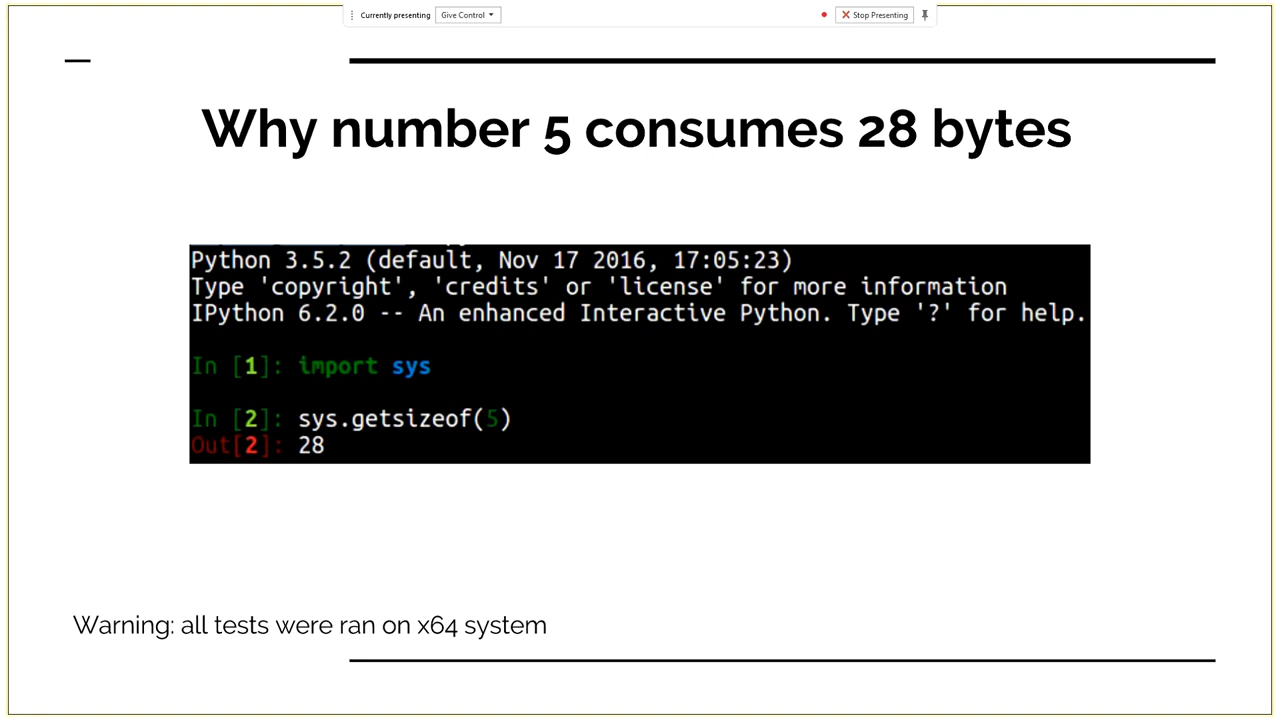 Currently presenting Give Control Stop Presenting
Why number 5 consumes 28 bytes
Python 3.5.2 (default, Nov 17 2016, 17:05:23)
Type 'copyright', 'credits' or 'license' for more information
IPython 6.2.0 -- An enhanced Interactive Python. Type '?' for help.
In [1]: import sys
In [2]: sys.getsizeof(5)
Out[2]: 28
Warning: all tests were ran on x64 system